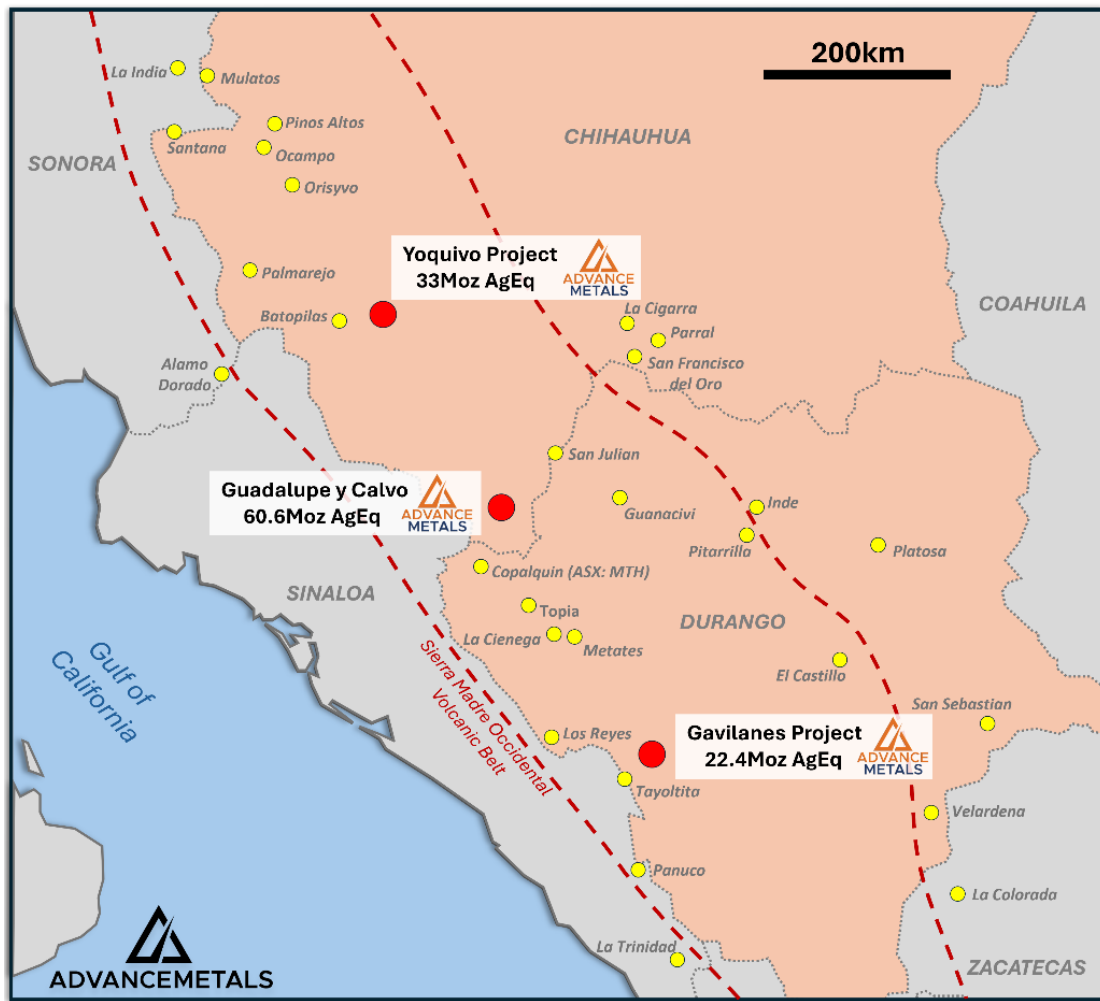 200km
La India
Mulatos
Pinos Altos
Santana
Ocampo
CHIHAUHUA
SONORA
Orisyvo
Yoquivo Project
33Moz AgEq
ADVANCE
METALS
Palmarejo
COAHUILA
La Cigarra
Batopilas
Parral
San Francisco
del Oro
Alamo
Dorado
San Julian
Guadalupe y Calvo
60.6Moz AgEq
ADVANCE
METALS
Guanacivi
Inde
Pitarrilla
Platosa
Copalquin (ASX: MTH)
SINALOA
Topia
DURANGO
La Cienega
Metates
Gulf of
California
Sierra Madre Occidental
Volcanic Belt
El Castillo
San Sebastian
Los Reyes
Gavilanes Project
22.4Moz AgEq
ADVANCE
METALS
Tayoltita
Velardena
Panuco
La Colorada
La Trinidad
ZACATECAS
ADVANCEMETALS